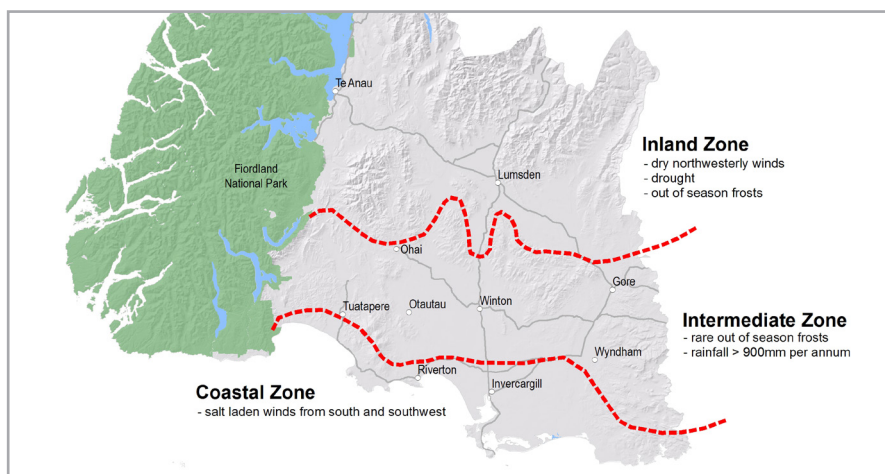 Te Anau
Fiordland
National Park
Inland Zone
- dry northwesterly winds
- drought
- out of season frosts
Lumsden
Ohai
Gore
Tuatapere
Otautau
Winton
Intermediate Zone
- rare out of season frosts
- rainfall > 900mm per annum
Wyndham
Riverton
Invercargill
Coastal Zone
- salt laden winds from south and southwest